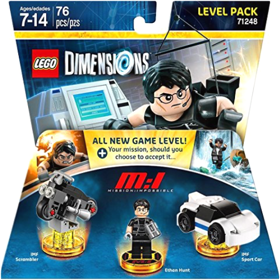 Ages/edades
7-14
76
pcs/pzs
LEVEL PACK
71248
LEGO DIMENSIONS
ALL NEW GAME LEVEL!
+ Your mission, should you
choose to accept it...
M:I
MISSION:IMPOSSIBLE
IMF
Scrambler
Ethan Hunt
IMF
Sport Car